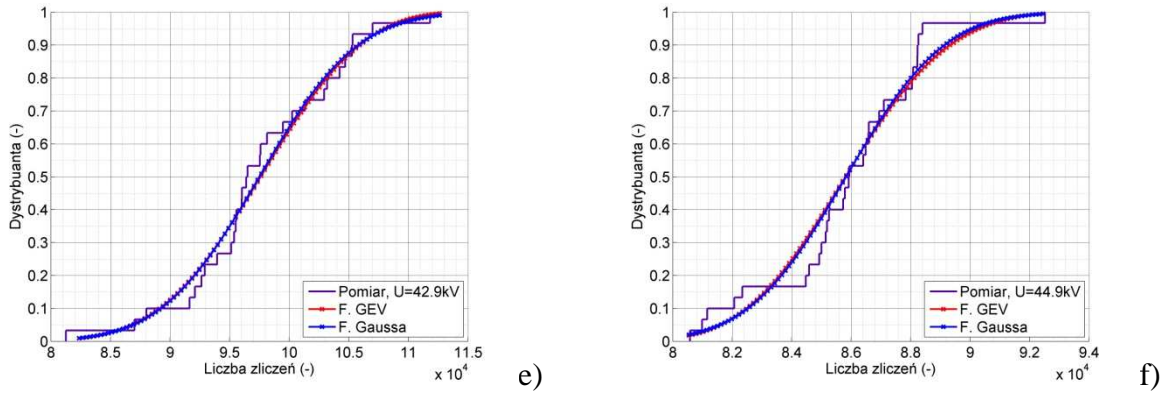 Dystrybuanta (-)
1
0.9
0.8
0.7
0.6
0.5
0.4
0.3
0.2
0.1
0
8
8.5
9
9.5
10
10.5
11
11.5
Liczba zliczeń (-)
x 10⁴
Pomiar, U=42.9kV
F. GEV
F. Gaussa
e)
Dystrybuanta (-)
1
0.9
0.8
0.7
0.6
0.5
0.4
0.3
0.2
0.1
0
8
8.2
8.4
8.6
8.8
9
9.2
9.4
Liczba zliczeń (-)
x 10⁴
Pomiar, U=44.9kV
F. GEV
F. Gaussa
f)